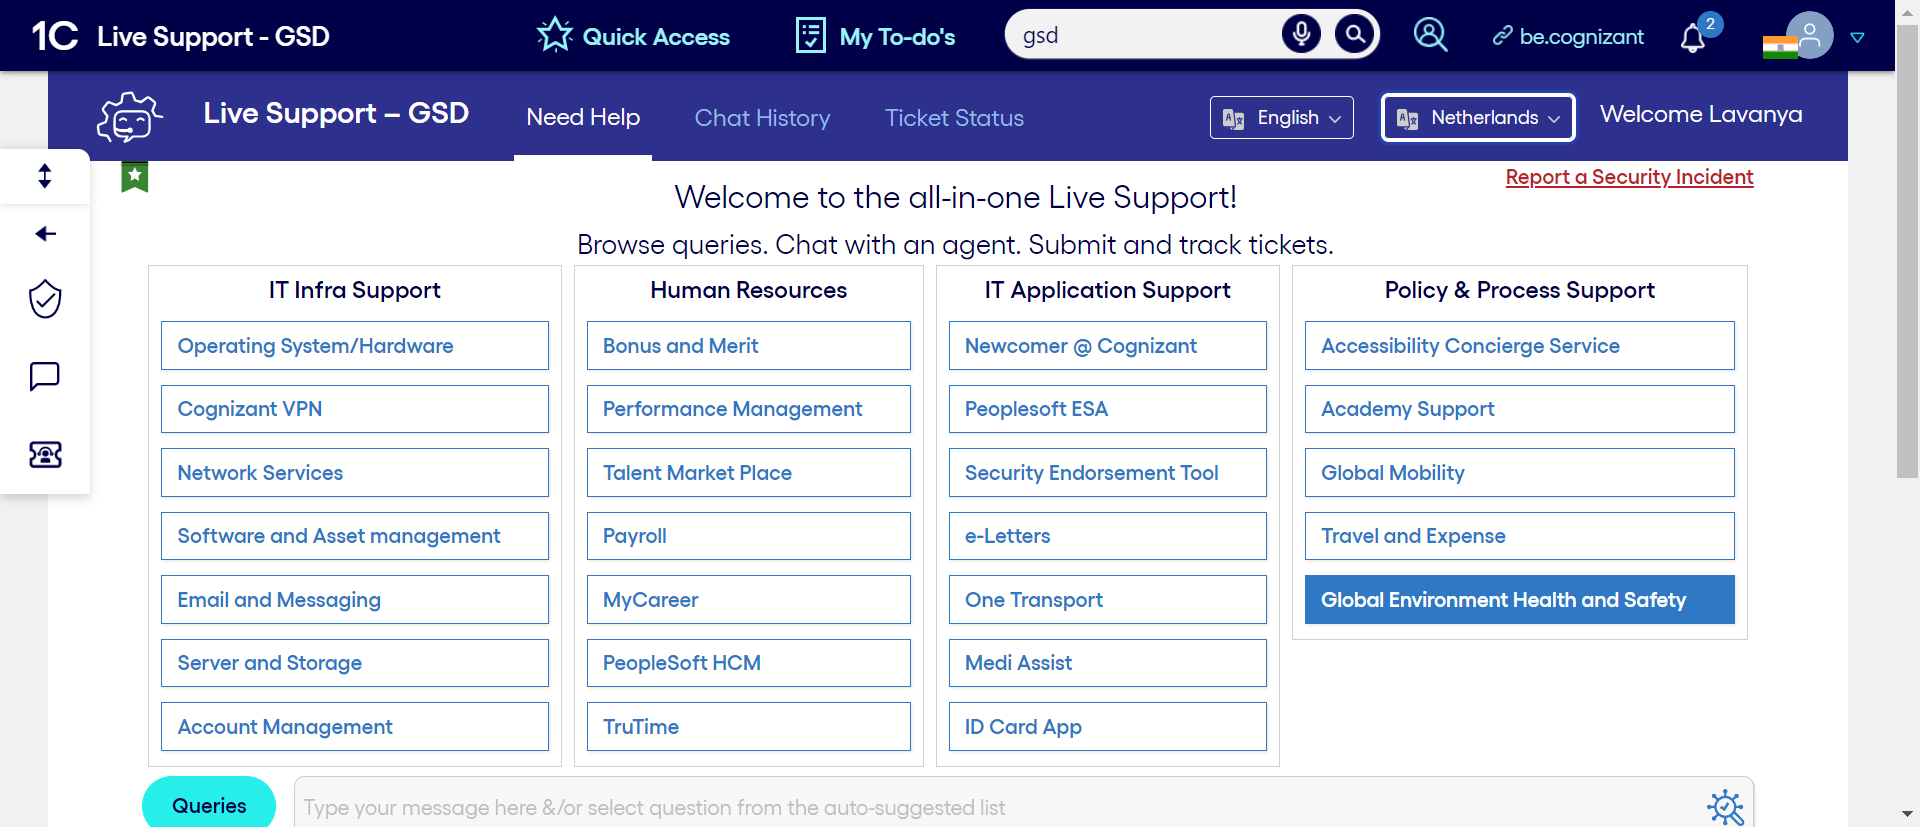 1C Live Support - GSD
Quick Access
My To-do's
gsd
be.cognizant
2
Live Support – GSD
Need Help
Chat History
Ticket Status
English
Netherlands
Welcome Lavanya
Report a Security Incident
Welcome to the all-in-one Live Support!
Browse queries. Chat with an agent. Submit and track tickets.
IT Infra Support
Operating System/Hardware
Cognizant VPN
Network Services
Software and Asset management
Email and Messaging
Server and Storage
Account Management
Human Resources
Bonus and Merit
Performance Management
Talent Market Place
Payroll
MyCareer
PeopleSoft HCM
TruTime
IT Application Support
Newcomer @ Cognizant
Peoplesoft ESA
Security Endorsement Tool
e-Letters
One Transport
Medi Assist
ID Card App
Policy & Process Support
Accessibility Concierge Service
Academy Support
Global Mobility
Travel and Expense
Global Environment Health and Safety
Queries
Type your message here &/or select question from the auto-suggested list